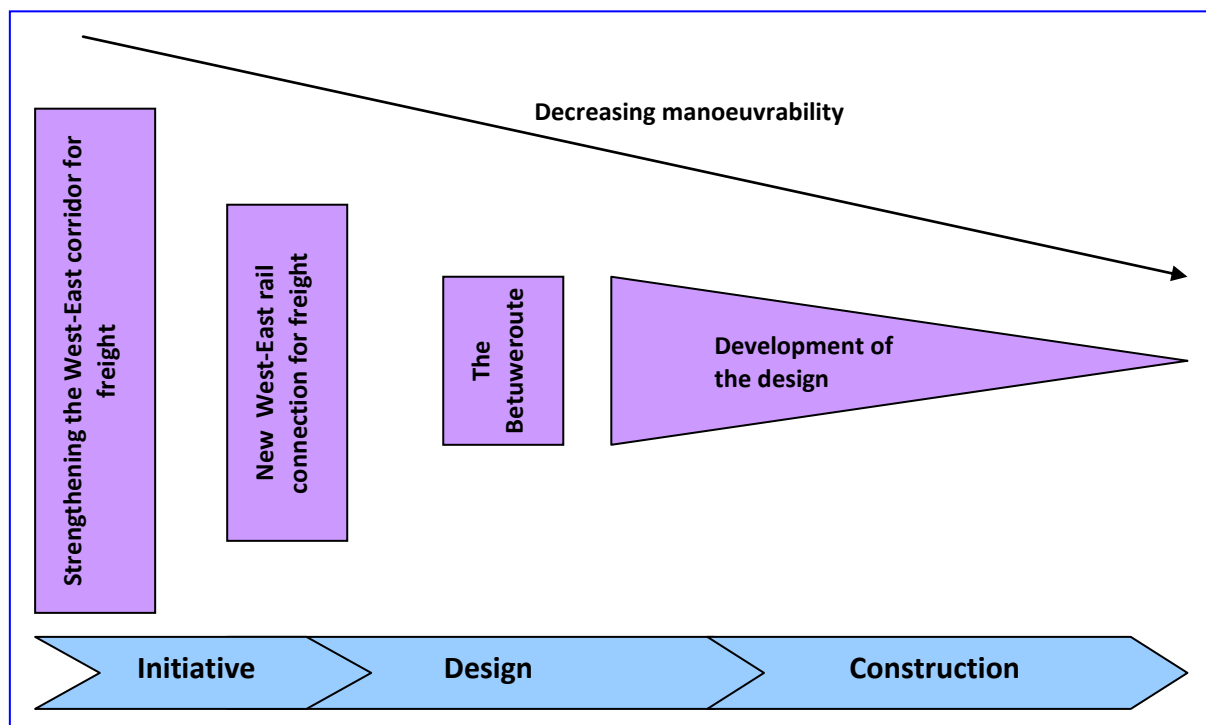 Decreasing manoeuvrability
Strengthening the West-East corridor for
freight
New West-East rail
connection for freight
The
Betuweroute
Development of
the design
Initiative
Design
Construction